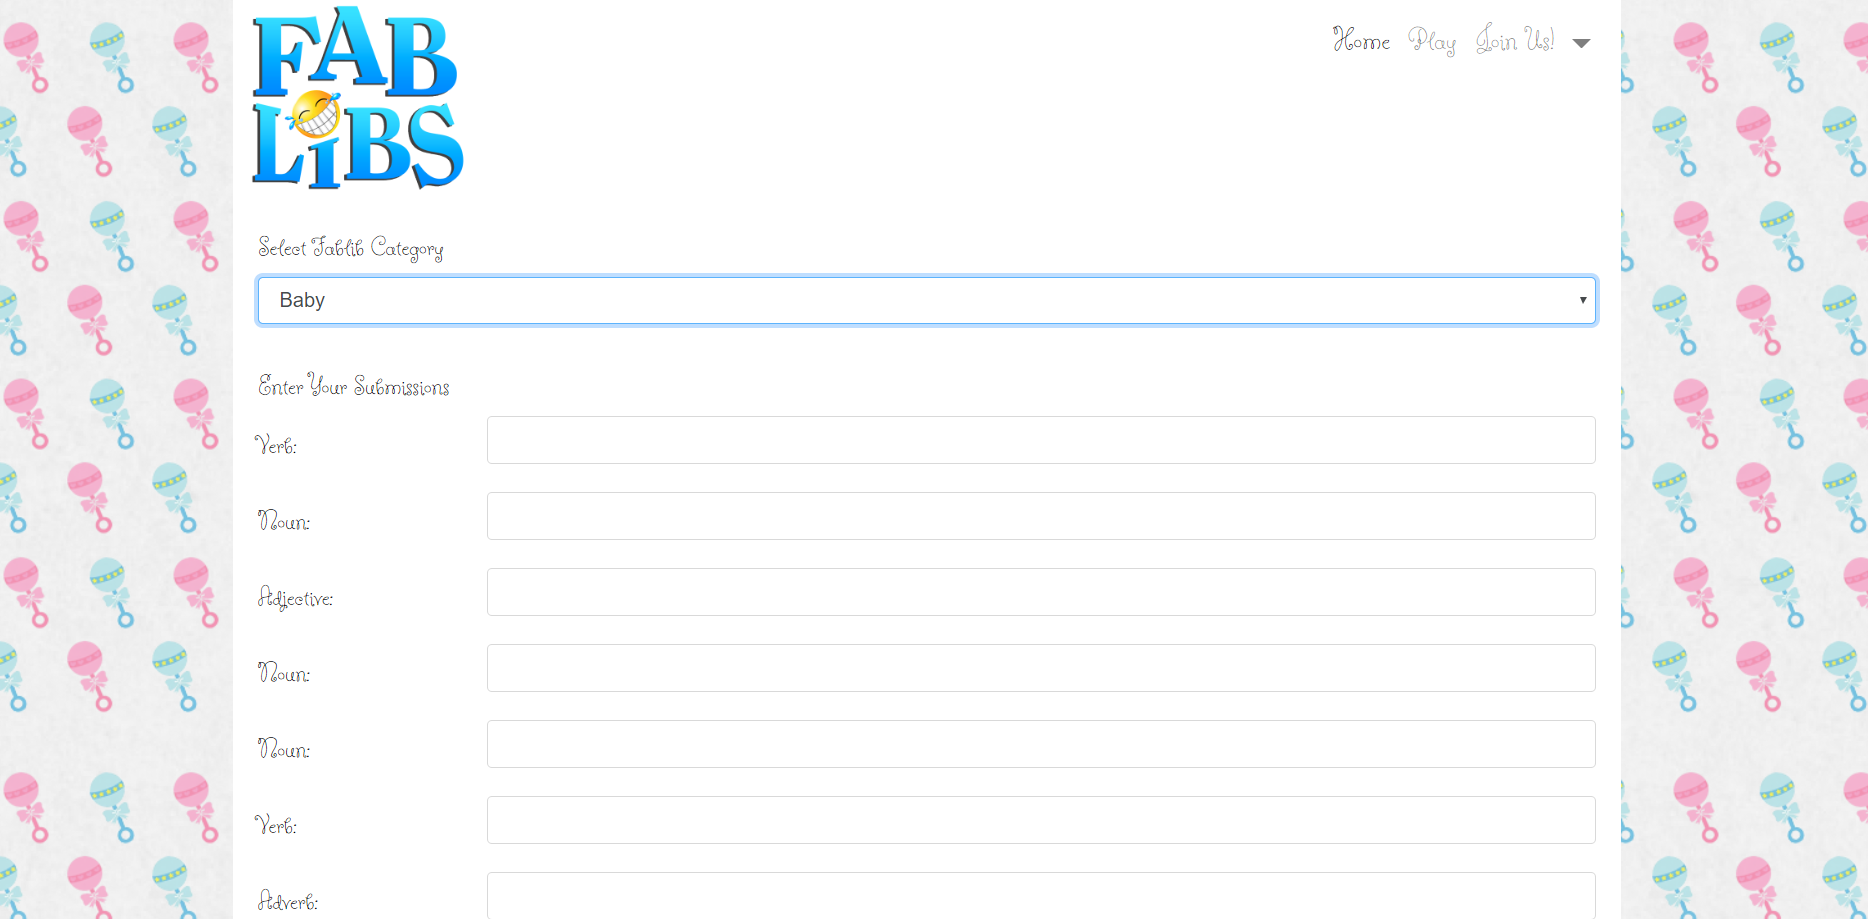 FAB
LiBS
Home Play Join Us!
Select Fablib Category
Baby
Enter Your Submissions
Verb:
Noun:
Adjective:
Noun:
Noun:
Verb:
Adverb: